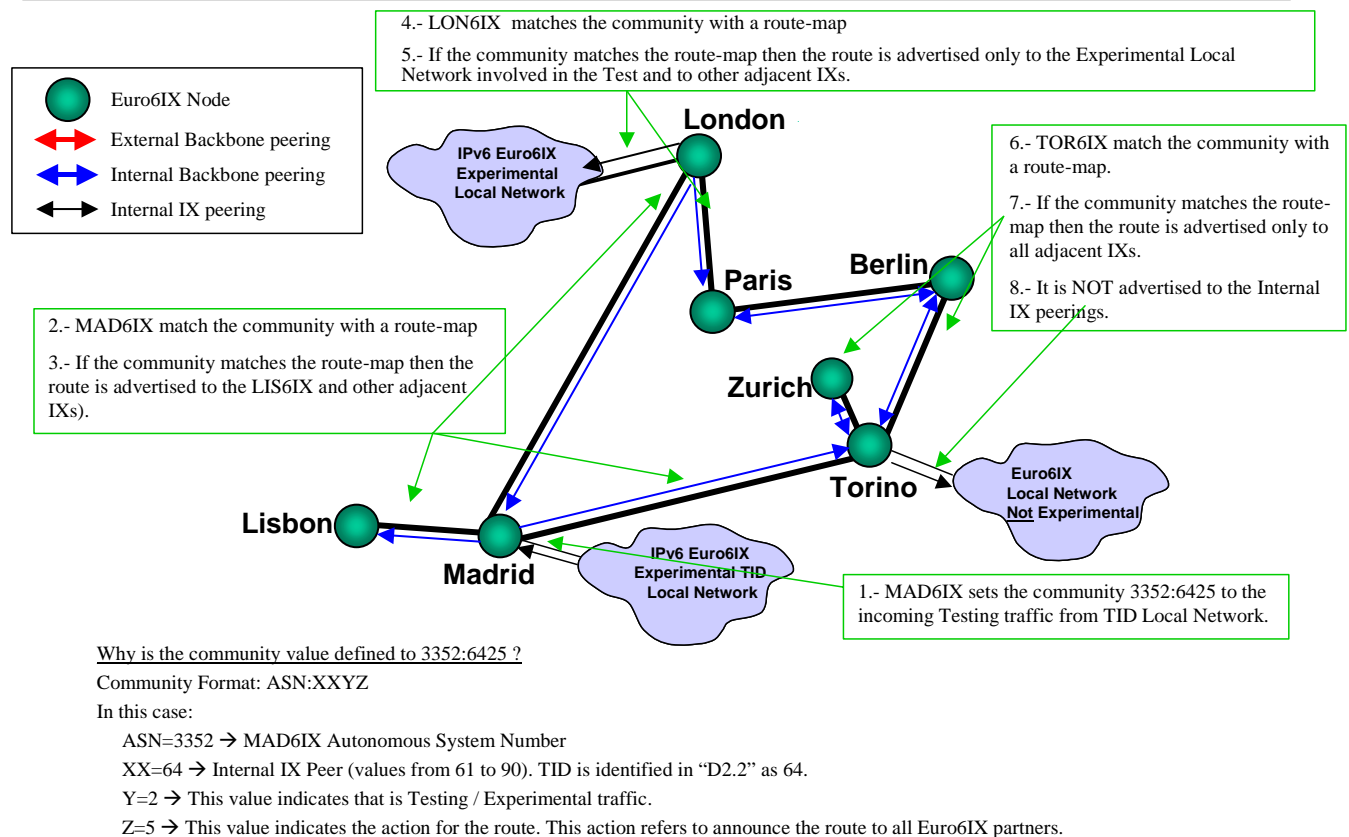 4.- LON6IX matches the community with a route-map
5.- If the community matches the route-map then the route is advertised only to the Experimental Local
Network involved in the Test and to other adjacent IXs.
Euro6IX Node
External Backbone peering
Internal Backbone peering
Internal IX peering
London
IPv6 Euro6IX
Experimental
Local Network
6.- TOR6IX match the community with
a route-map.
7.- If the community matches the route-
map then the route is advertised only to
all adjacent IXs.
8.- It is NOT advertised to the Internal
IX peerings.
Paris
Berlin
2.- MAD6IX match the community with a route-map
3.- If the community matches the route-map then the
route is advertised to the LIS6IX and other adjacent
IXs).
Zurich
Torino
Euro6IX
Local Network
Not Experimental
Lisbon
Madrid
IPv6 Euro6IX
Experimental TID
Local Network
1.- MAD6IX sets the community 3352:6425 to the
incoming Testing traffic from TID Local Network.
Why is the community value defined to 3352:6425 ?
Community Format: ASN:XXYZ
In this case:
ASN=3352 → MAD6IX Autonomous System Number
XX=64 → Internal IX Peer (values from 61 to 90). TID is identified in “D2.2” as 64.
Y=2 → This value indicates that is Testing / Experimental traffic.
Z=5 → This value indicates the action for the route. This action refers to announce the route to all Euro6IX partners.